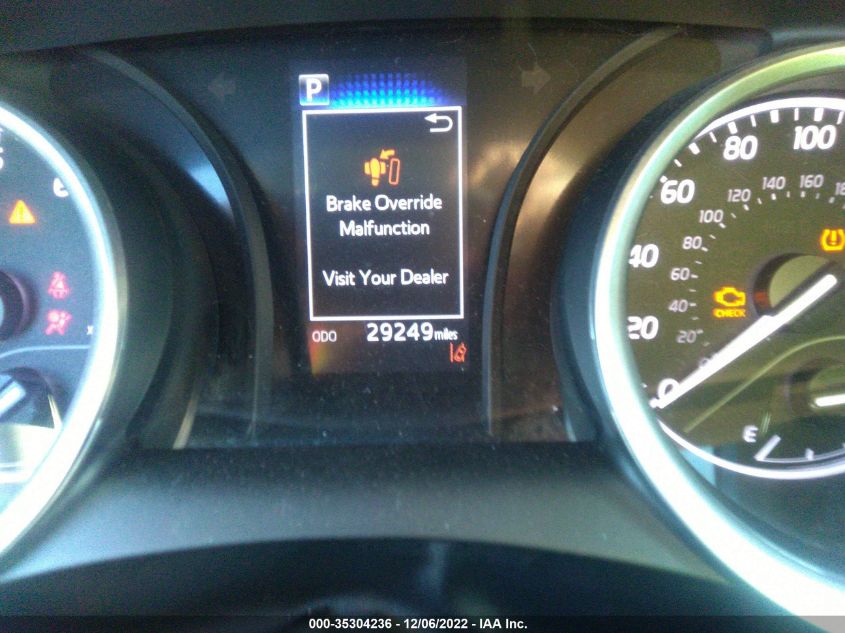 P
Brake Override
Malfunction
Visit Your Dealer
ODO 29249 miles
80 100
60
40
20
0
120 140 160
100
80
60
40
20
CHECK
E
000-35304236 - 12/06/2022 - IAA Inc.